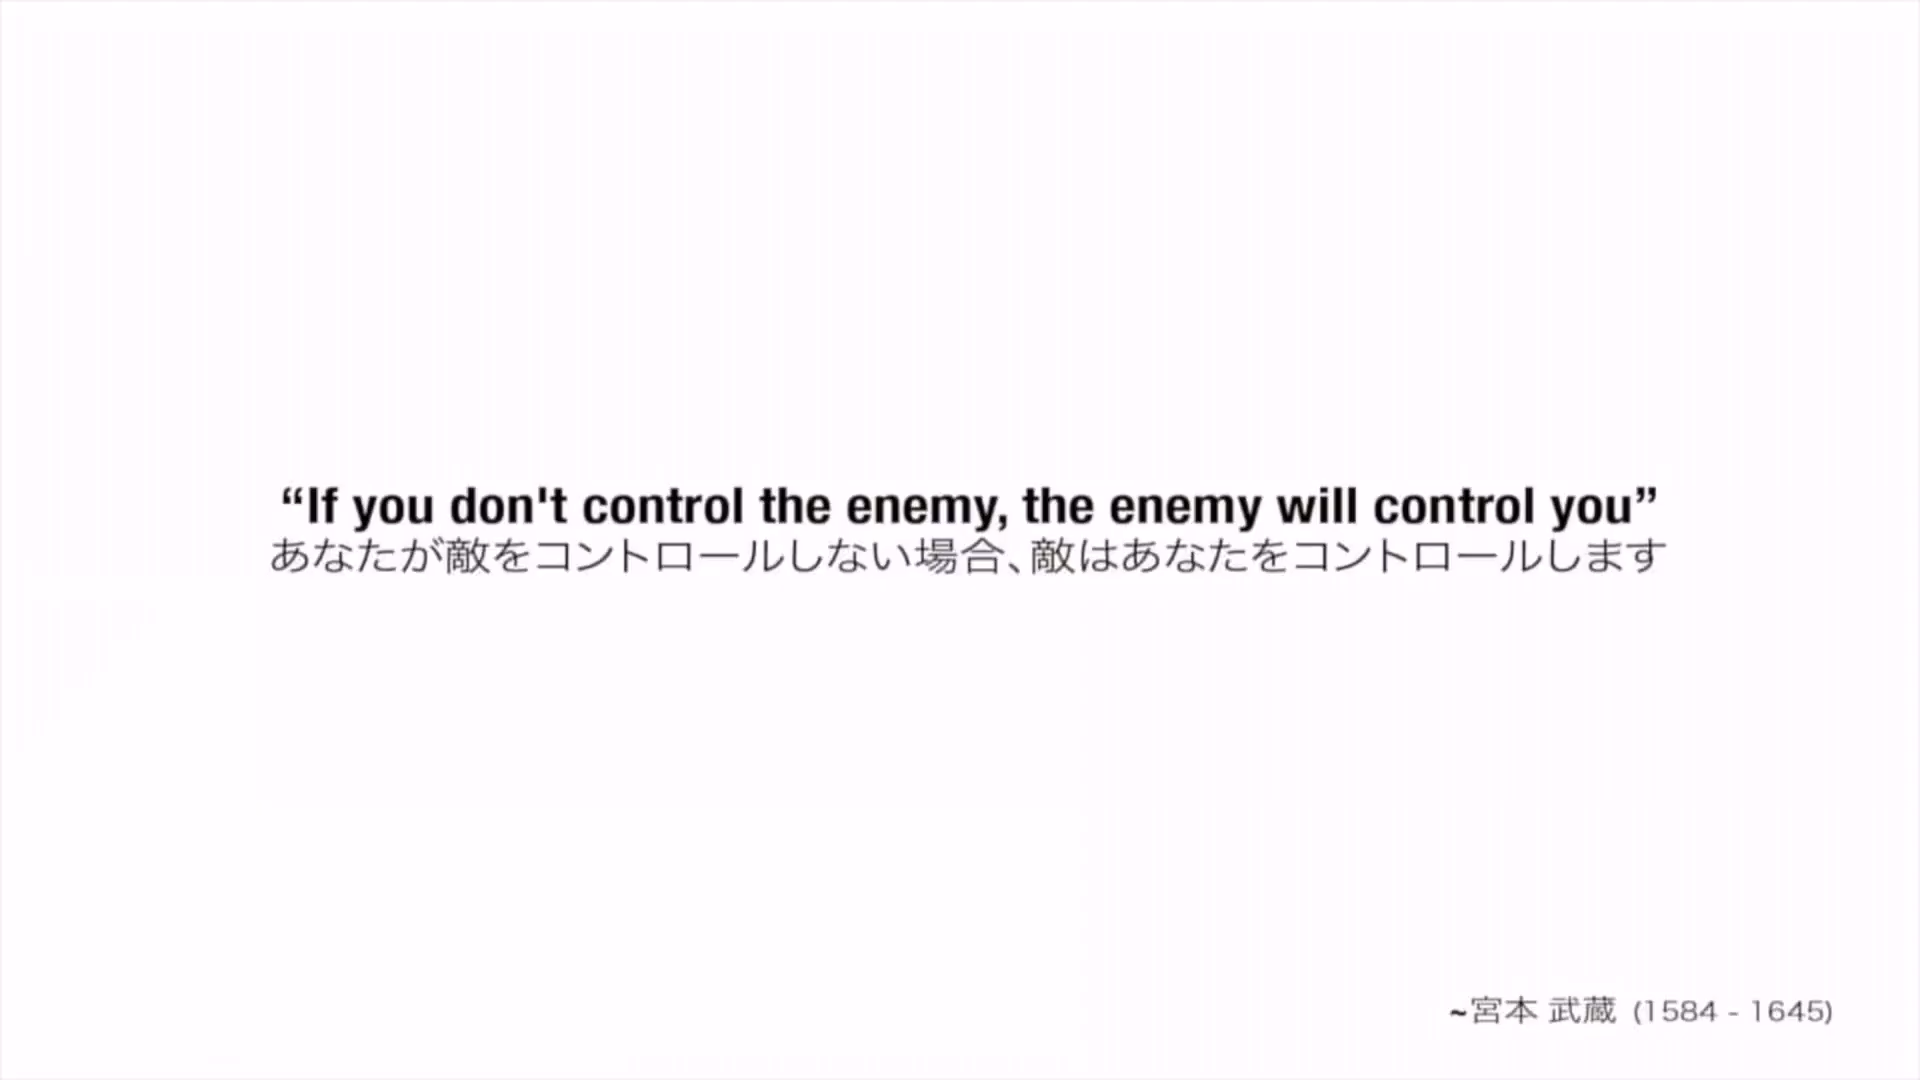 “If you don't control the enemy, the enemy will control you”
あなたが敵をコントロールしない場合、敵はあなたをコントロールします
~宮本 武蔵 (1584 - 1645)